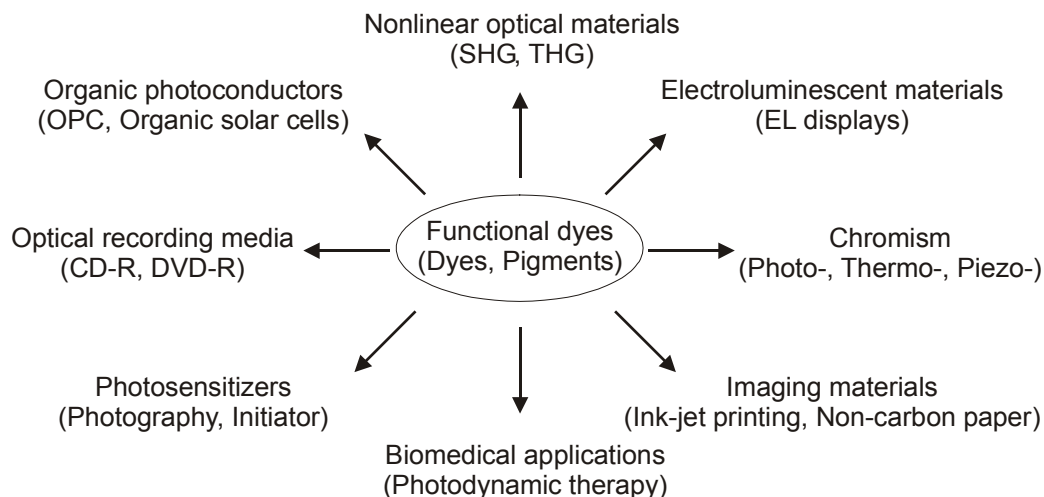 Nonlinear optical materials
(SHG, THG)
Organic photoconductors
(OPC, Organic solar cells)
Electroluminescent materials
(EL displays)
Optical recording media
(CD-R, DVD-R)
Functional dyes
(Dyes, Pigments)
Chromism
(Photo-, Thermo-, Piezo-)
Photosensitizers
(Photography, Initiator)
Imaging materials
(Ink-jet printing, Non-carbon paper)
Biomedical applications
(Photodynamic therapy)